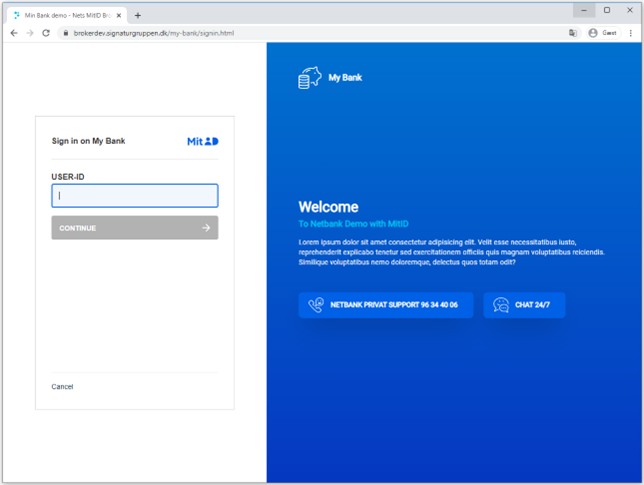 Min Bank demo - Nets MitID Bro
brokerdev.signaturgruppen.dk/my-bank/signin.html
Guest
My Bank
Sign in on My Bank
MitID
USER-ID
CONTINUE
Cancel
Welcome
To Netbank Demo with MitID
Lorem ipsum dolor sit amet consectetur adipisicing elit. Velit esse necessitatibus iusto,
reprehenderit explicabo tenetur sed exercitationem officiis quis magnam voluptatibus reiciendis.
Similique voluptatibus nemo doloremque, delectus quos totam odit?
NETBANK PRIVAT SUPPORT 96 34 40 06
CHAT 24/7